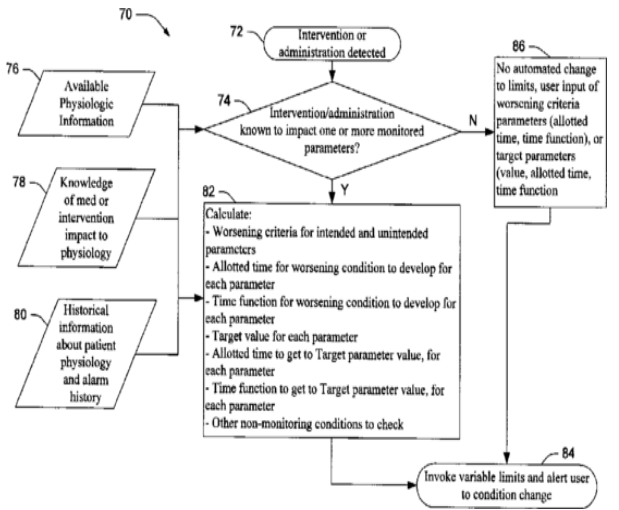 70
72
Intervention or
administration detected
76
Available
Physiologic
Information
74
Intervention/administration
known to impact one or more monitored
parameters?
N
Y
86
No automated change
to limits, user input of
worsening criteria
parameters (allotted
time, time function), or
target parameters
(value, allotted time,
time function
78
Knowledge
of med or
intervention
impact to
physiology
80
Historical
information
about patient
physiology
and alarm
history
82
Calculate:
- Worsening criteria for intended and unintended
parameters
- Allotted time for worsening condition to develop for
each parameter
- Time function for worsening condition to develop for
each parameter
- Target value for each parameter
- Allotted time to get to Target parameter value, for
each parameter
- Time function to get to Target parameter value, for
each parameter
- Other non-monitoring conditions to check
84
Invoke variable limits and alert user
to condition change